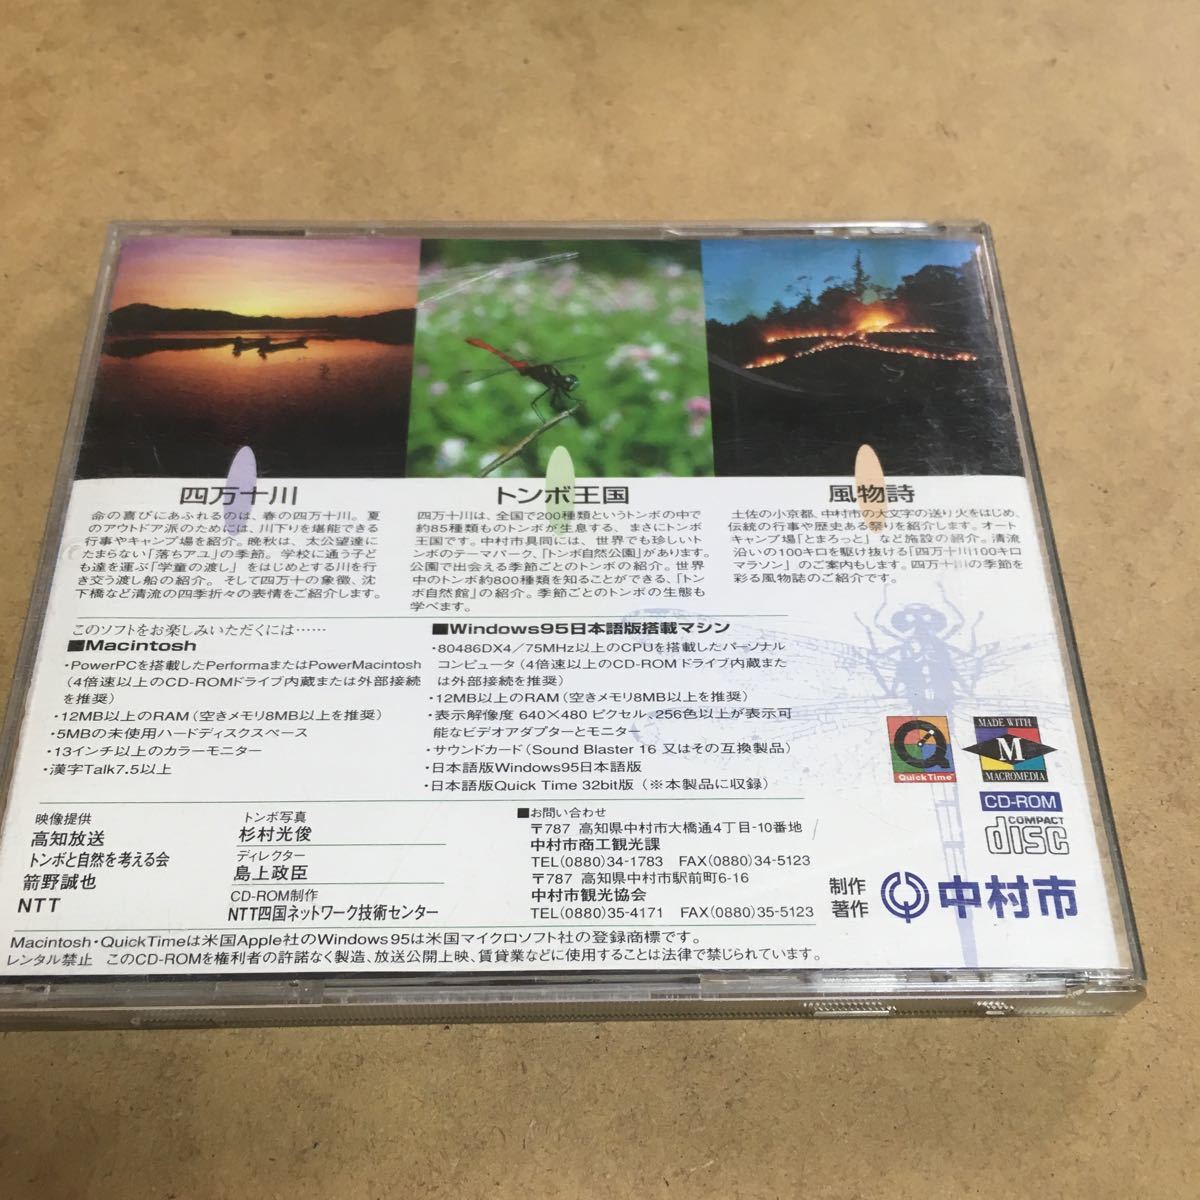 四万十川
命の喜びにあふれるのは、春の四万十川。夏
のアウトドア派のためには、川下りを堪能できる
行事やキャンプ場を紹介。晩秋は、太公望達に
たまらない「落ちアユ」の季節。学校に通う子ど
も達を運ぶ「学童の渡し」をはじめとする川を行
き交う渡し船の紹介。そして四万十の象徴、沈
下橋など清流の四季折々の表情をご紹介します。
トンボ王国
四万十川は、全国で200種類というトンボの中で
約85種類ものトンボが生息する、まさにトンボ
王国です。中村市具同には、世界でも珍しいト
ンボのテーマパーク、「トンボ自然公園」があります。
公園で出会える季節ごとのトンボの紹介。世界
中のトンボ約800種類を知ることができる、「トン
ボ自然館」の紹介。季節ごとのトンボの生態も
学べます。
風物詩
土佐の小京都、中村市の大文字の送り火をはじめ、
伝統の行事や歴史ある祭りを紹介します。オート
キャンプ場「とまろっと」など施設の紹介。清流
沿いの100キロを駆け抜ける「四万十川100キロ
マラソン」のご案内もします。四万十川の季節を
彩る風物誌のご紹介です。
このソフトをお楽しみいただくには……
■Macintosh
・PowerPCを搭載したPerformaまたはPowerMacintosh
(4倍速以上のCD-ROMドライブ内蔵または外部接続
を推奨)
・12MB以上のRAM(空きメモリ8MB以上を推奨)
・5MBの未使用ハードディスクスペース
・13インチ以上のカラーモニター
・漢字Talk7.5以上
■Windows95日本語版搭載マシン
・80486DX4/75MHz以上のCPUを搭載したパーソナル
コンピュータ(4倍速以上のCD-ROMドライブ内蔵また
は外部接続を推奨)
・12MB以上のRAM(空きメモリ8MB以上を推奨)
・表示解像度 640×480 ピクセル、256色以上が表示可
能なビデオアダプターとモニター
・サウンドカード(Sound Blaster 16 又はその互換製品)
・日本語版Windows95日本語版
・日本語版Quick Time 32bit版(※本製品に収録)
QuickTime
MADE WITH
M
MACROMEDIA
CD-ROM
COMPACT
disc
映像提供
高知放送
トンボと自然を考える会
箭野誠也
NTT
トンボ写真
杉村光俊
ディレクター
島上政臣
CD-ROM制作
NTT四国ネットワーク技術センター
■お問い合わせ
〒787 高知県中村市大橋通4丁目-10番地
中村市商工観光課
TEL(0880)34-1783 FAX(0880)34-5123
〒787 高知県中村市駅前町6-16
中村市観光協会
TEL(0880)35-4171 FAX(0880)35-5123
制作
著作
中村市
Macintosh・QuickTimeは米国Apple社のWindows95は米国マイクロソフト社の登録商標です。
レンタル禁止 このCD-ROMを権利者の許諾なく製造、放送公開上映、賃貸業などに使用することは法律で禁じられています。